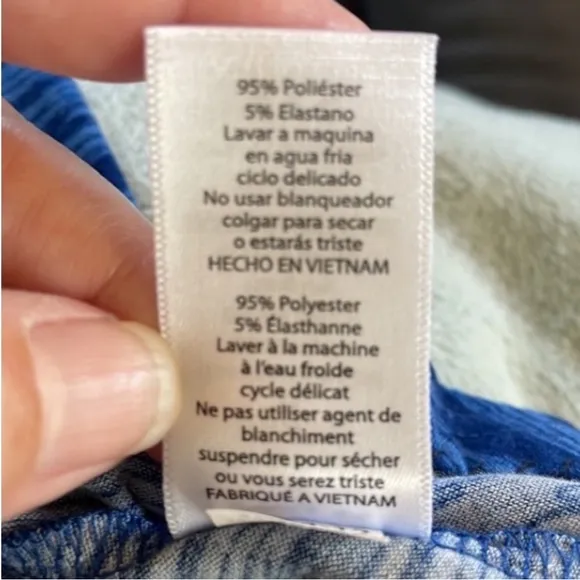 95% Poliéster
5% Elastano
Lavar a maquina
en agua fria
ciclo delicado
No usar blanqueador
colgar para secar
o estarás triste
HECHO EN VIETNAM
95% Polyester
5% Élasthanne
Laver à la machine
à l'eau froide
cycle délicat
Ne pas utiliser agent de
blanchiment
suspendre pour sécher
ou vous serez triste
FABRIQUÉ A VIETNAM